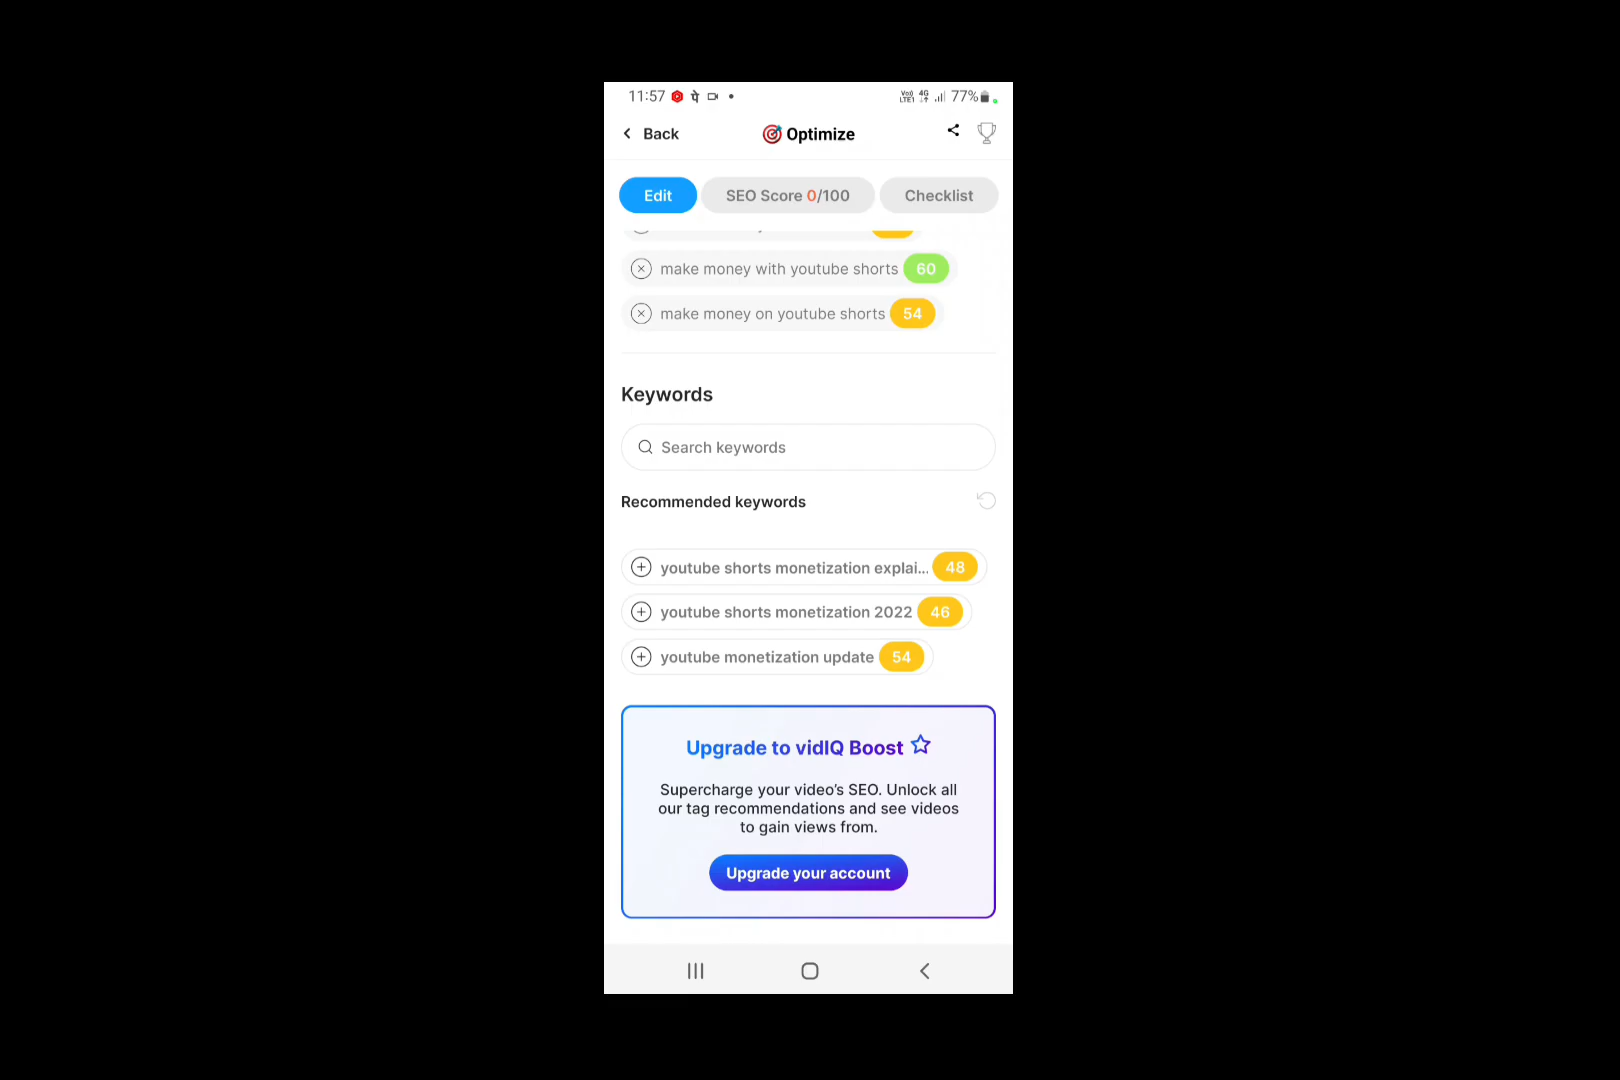 11:57 Vo)) LTE1 4G 77%
Back
Optimize
Edit
SEO Score 0/100
Checklist
make money with youtube shorts 60
make money on youtube shorts 54
Keywords
Search keywords
Recommended keywords
youtube shorts monetization explai... 48
youtube shorts monetization 2022 46
youtube monetization update 54
Upgrade to vidIQ Boost
Supercharge your video's SEO. Unlock all
our tag recommendations and see videos
to gain views from.
Upgrade your account